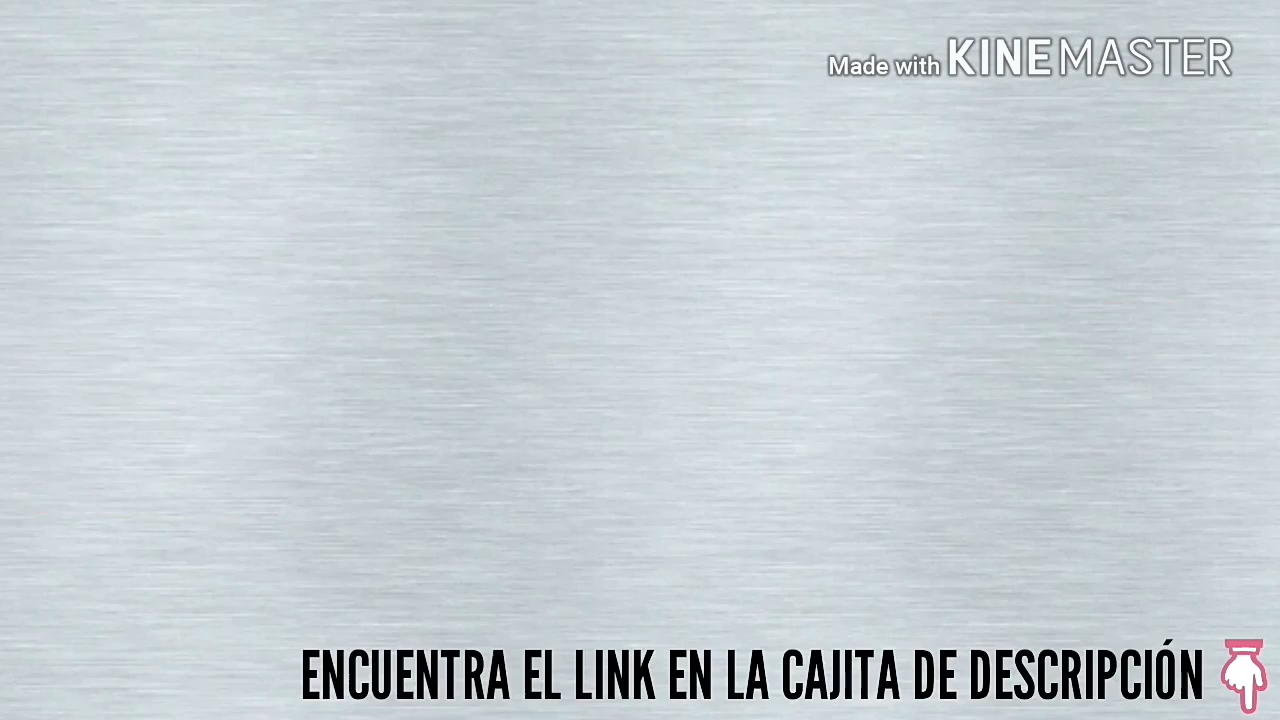 Made with KINEMASTER
ENCUENTRA EL LINK EN LA CAJITA DE DESCRIPCIÓN